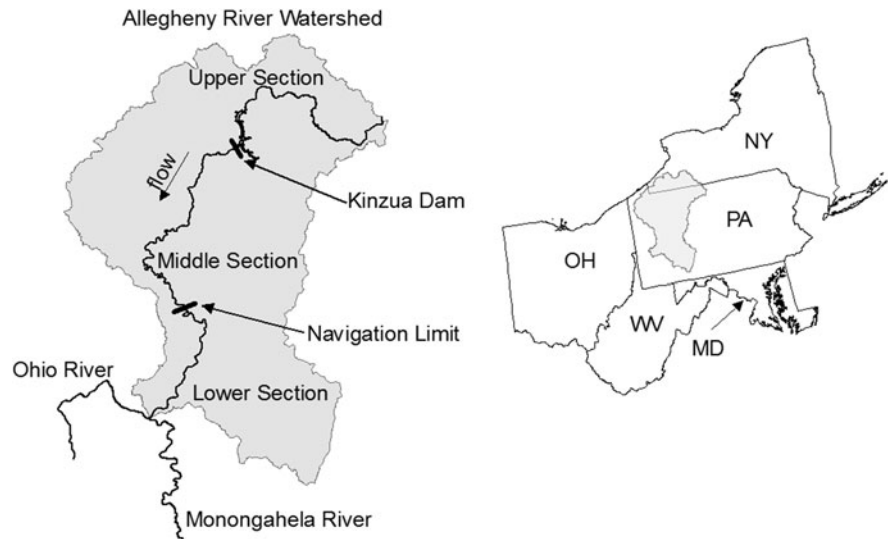 Allegheny River Watershed
Upper Section
flow
Kinzua Dam
Middle Section
Navigation Limit
Ohio River
Lower Section
Monongahela River
NY
PA
OH
WV
MD